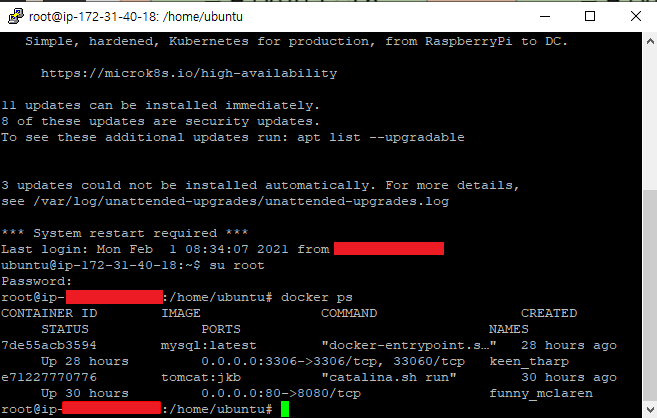 root@ip-172-31-40-18: /home/ubuntu
Simple, hardened, Kubernetes for production, from RaspberryPi to DC.
https://microk8s.io/high-availability
11 updates can be installed immediately.
8 of these updates are security updates.
To see these additional updates run: apt list --upgradable
3 updates could not be installed automatically. For more details,
see /var/log/unattended-upgrades/unattended-upgrades.log
*** System restart required ***
Last login: Mon Feb  1 08:34:07 2021 from
ubuntu@ip-172-31-40-18:~$ su root
Password:
root@ip-:/home/ubuntu# docker ps
CONTAINER ID        IMAGE               COMMAND                  CREATED
STATUS              PORTS                               NAMES
7de55acb3594        mysql:latest        "docker-entrypoint.s…"   28 hours ago
Up 28 hours         0.0.0.0:3306->3306/tcp, 33060/tcp   keen_tharp
e71227770776        tomcat:jkb          "catalina.sh run"        30 hours ago
Up 30 hours         0.0.0.0:80->8080/tcp                funny_mclaren
root@ip-:/home/ubuntu#